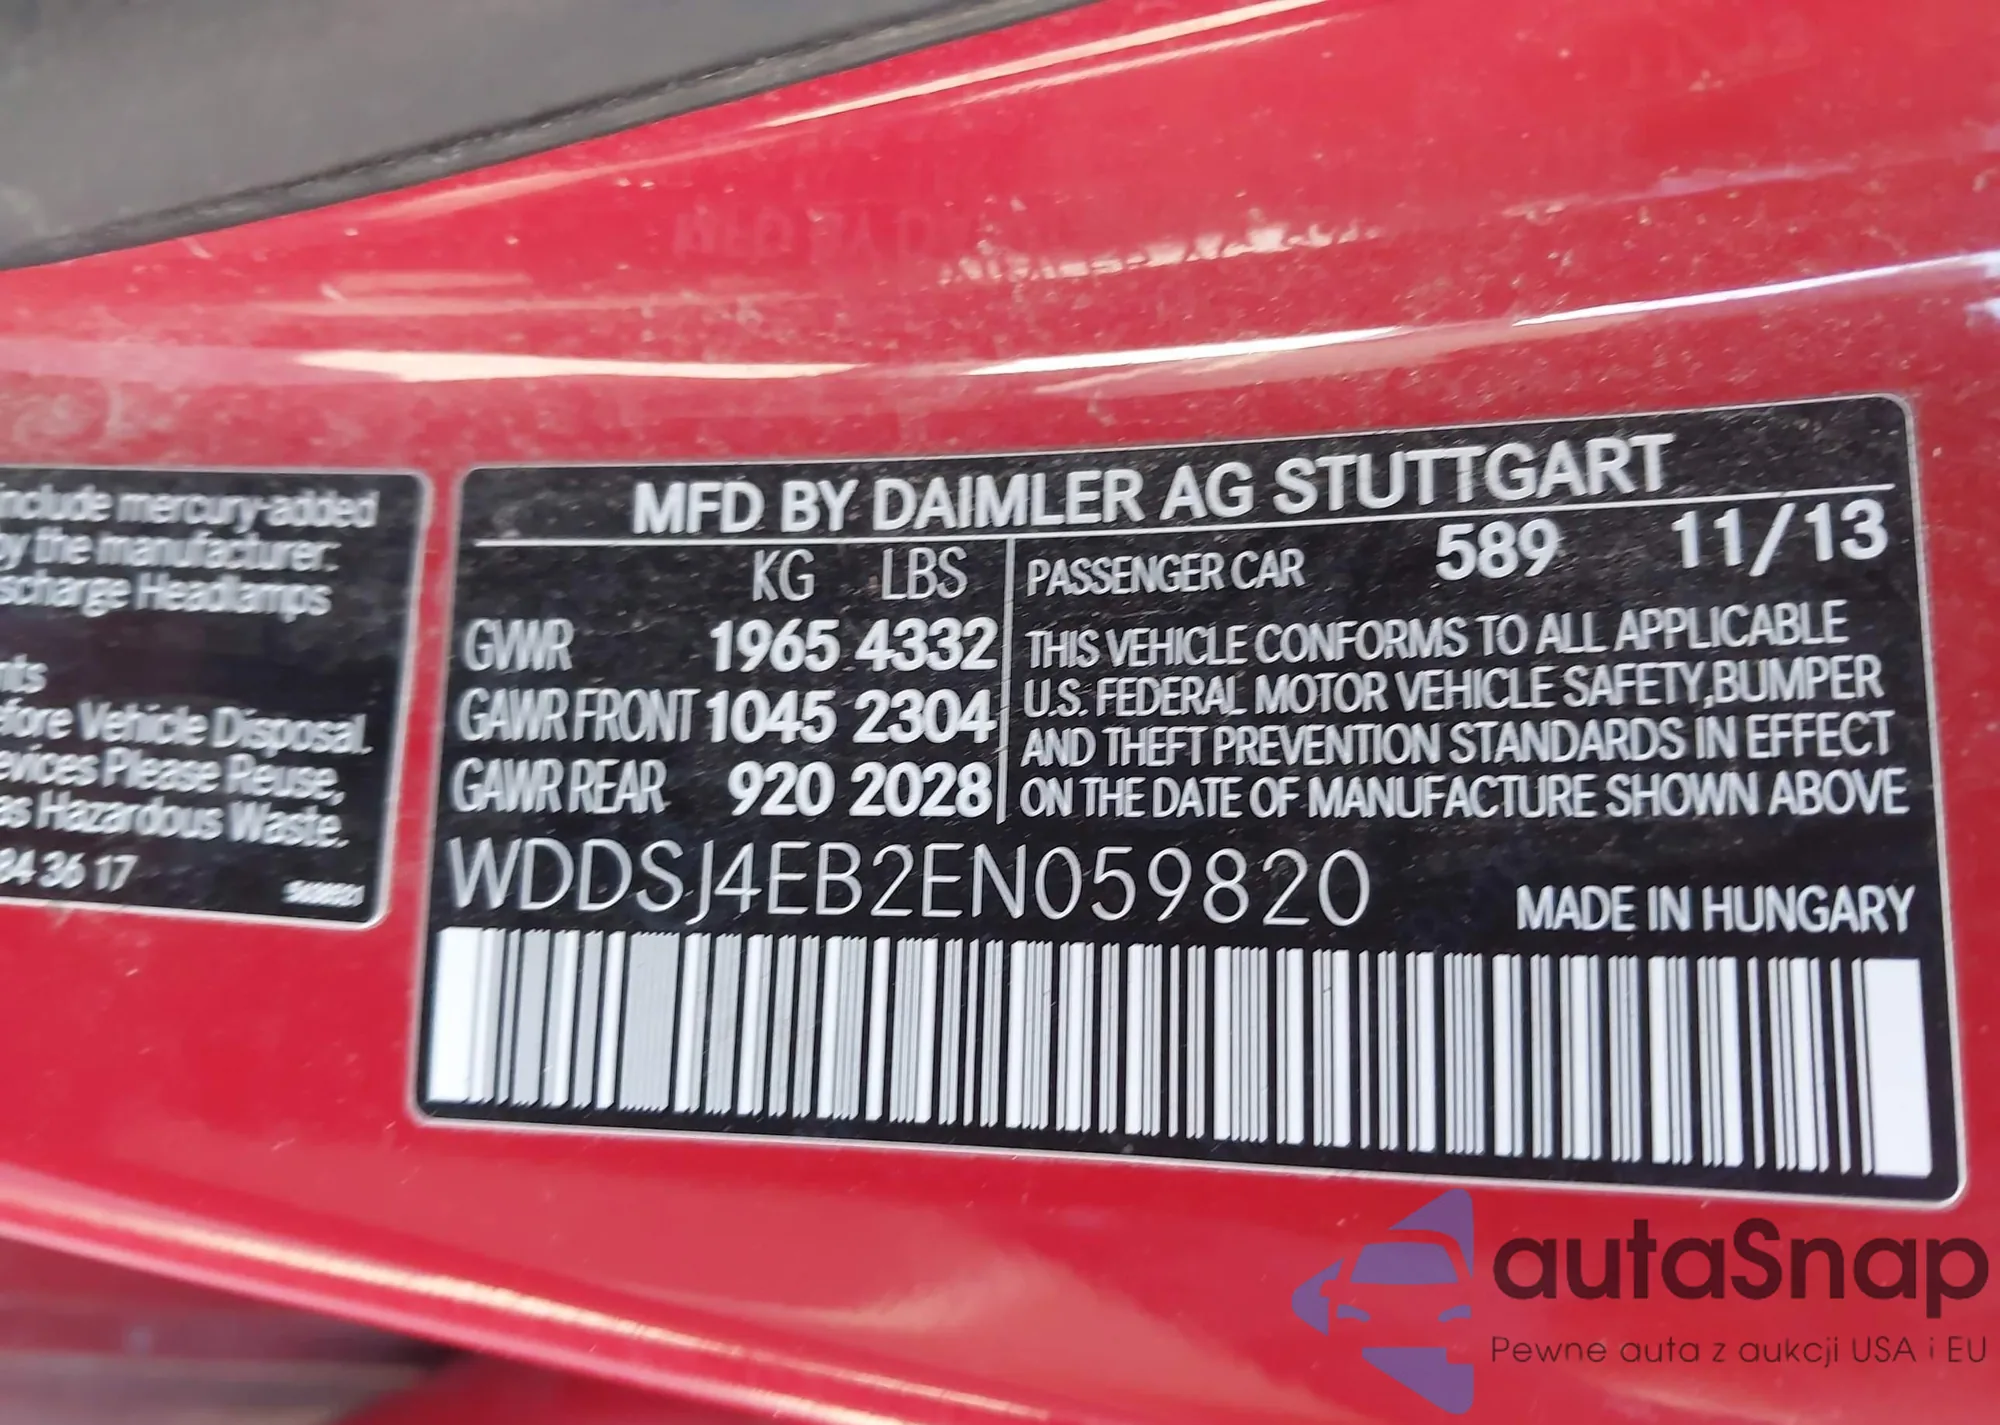 include mercury-added
by the manufacturer:
scharge Headlamps
nts
efore Vehicle Disposal.
evices Please Reuse,
as Hazardous Waste.
84 36 17
MFD BY DAIMLER AG STUTTGART
KG LBS
GVWR 1965 4332
GAWR FRONT 1045 2304
GAWR REAR 920 2028
PASSENGER CAR 589 11/13
THIS VEHICLE CONFORMS TO ALL APPLICABLE
U.S. FEDERAL MOTOR VEHICLE SAFETY,BUMPER
AND THEFT PREVENTION STANDARDS IN EFFECT
ON THE DATE OF MANUFACTURE SHOWN ABOVE
WDDSJ4EB2EN059820
MADE IN HUNGARY
autaSnap
Pewne auta z aukcji USA i EU